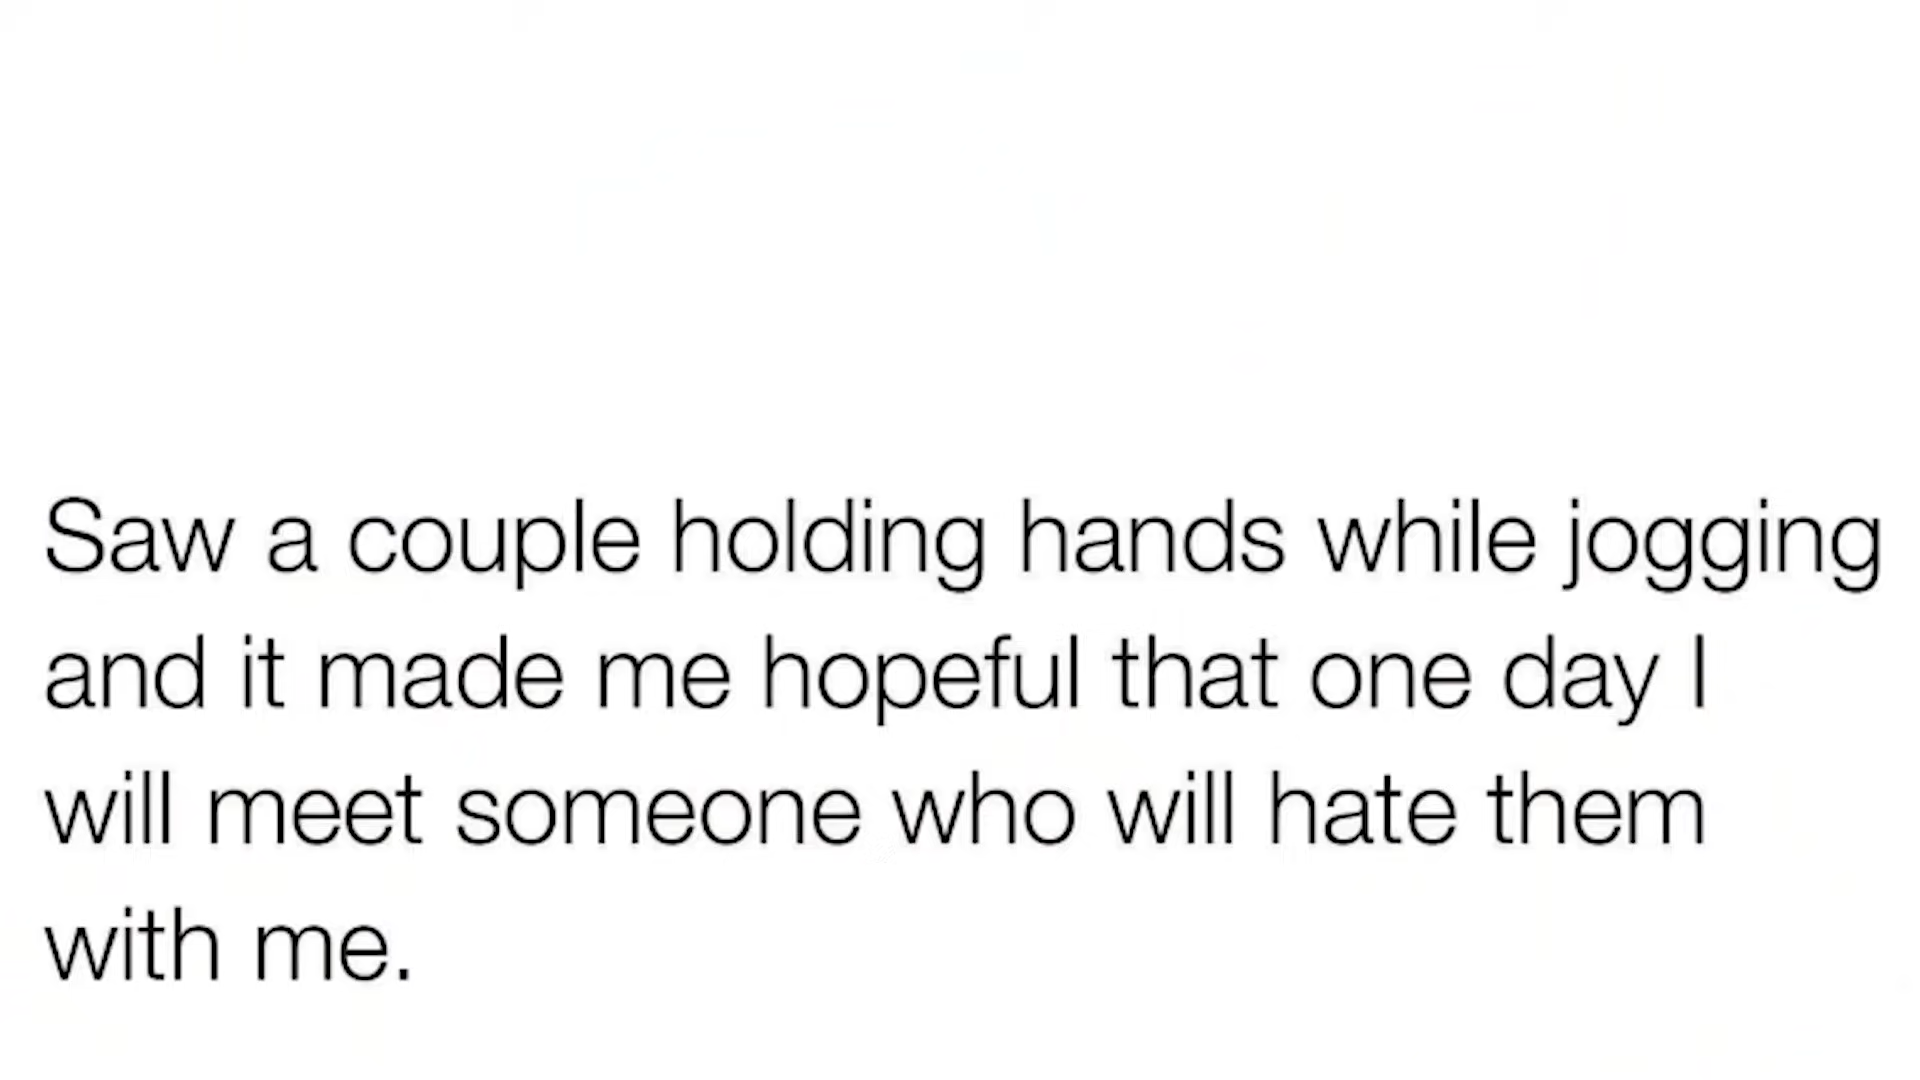 Saw a couple holding hands while jogging
and it made me hopeful that one day I
will meet someone who will hate them
with me.